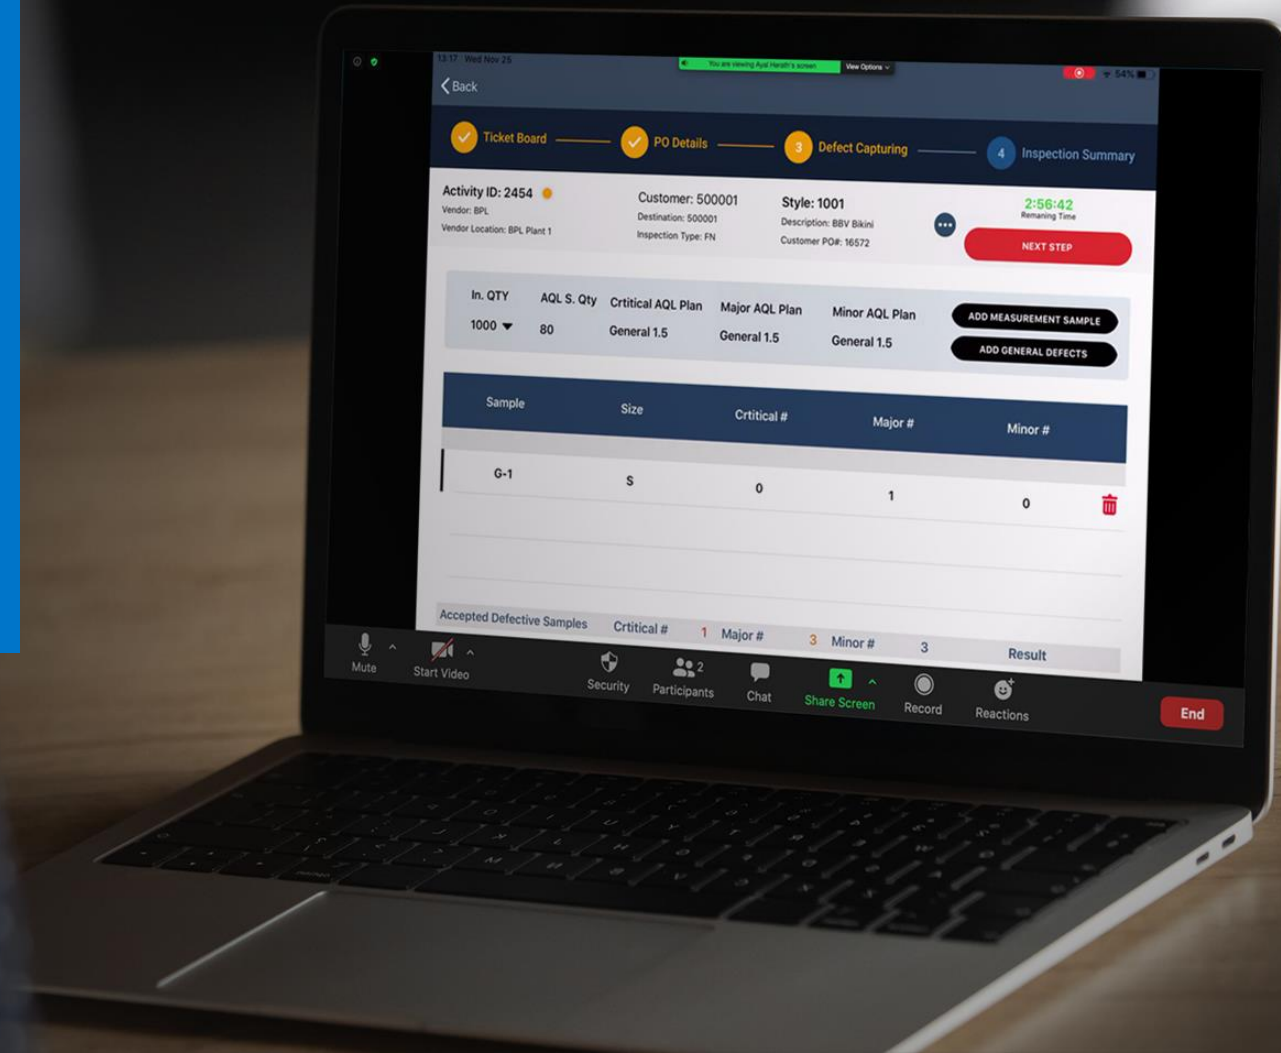 13:17 Wed Nov 25
You are viewing Ayal Herath's screen View Options
54%
Back
Ticket Board
PO Details
3 Defect Capturing
4 Inspection Summary
Activity ID: 2454
Vendor: BPL
Vendor Location: BPL Plant 1
Customer: 500001
Destination: 500001
Inspection Type: FN
Style: 1001
Description: BBV Bikini
Customer PO#: 16572
2:56:42
Remaning Time
NEXT STEP
In. QTY AQL S. Qty Crtitical AQL Plan Major AQL Plan Minor AQL Plan
1000 80 General 1.5 General 1.5 General 1.5
ADD MEASUREMENT SAMPLE
ADD GENERAL DEFECTS
Sample Size Crtitical # Major # Minor #
G-1 S 0 1 0
Accepted Defective Samples Crtitical # 1 Major # 3 Minor # 3 Result
Mute
Start Video
Security
2
Participants
Chat
Share Screen
Record
Reactions
End